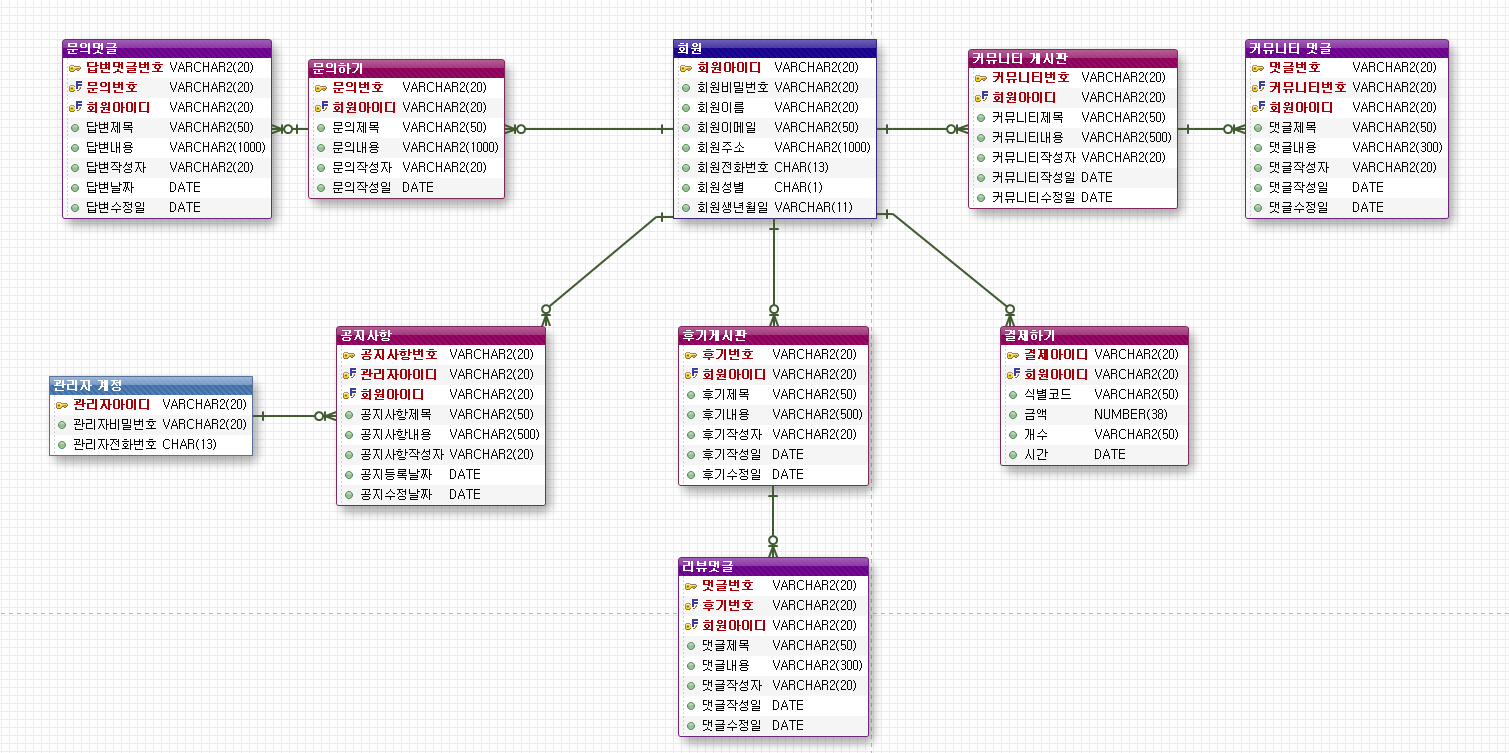 문의댓글
답변댓글번호 VARCHAR2(20)
문의번호 VARCHAR2(20)
회원아이디 VARCHAR2(20)
답변제목 VARCHAR2(50)
답변내용 VARCHAR2(1000)
답변작성자 VARCHAR2(20)
답변날짜 DATE
답변수정일 DATE
문의하기
문의번호 VARCHAR2(20)
회원아이디 VARCHAR2(20)
문의제목 VARCHAR2(50)
문의내용 VARCHAR2(1000)
문의작성자 VARCHAR2(20)
문의작성일 DATE
회원
회원아이디 VARCHAR2(20)
회원비밀번호 VARCHAR2(20)
회원이름 VARCHAR2(20)
회원이메일 VARCHAR2(50)
회원주소 VARCHAR2(1000)
회원전화번호 CHAR(13)
회원성별 CHAR(1)
회원생년월일 VARCHAR(11)
커뮤니티 게시판
커뮤니티번호 VARCHAR2(20)
회원아이디 VARCHAR2(20)
커뮤니티제목 VARCHAR2(50)
커뮤니티내용 VARCHAR2(500)
커뮤니티작성자 VARCHAR2(20)
커뮤니티작성일 DATE
커뮤니티수정일 DATE
커뮤니티 댓글
댓글번호 VARCHAR2(20)
커뮤니티번호 VARCHAR2(20)
회원아이디 VARCHAR2(20)
댓글제목 VARCHAR2(50)
댓글내용 VARCHAR2(300)
댓글작성자 VARCHAR2(20)
댓글작성일 DATE
댓글수정일 DATE
관리자 계정
관리자아이디 VARCHAR2(20)
관리자비밀번호 VARCHAR2(20)
관리자전화번호 CHAR(13)
공지사항
공지사항번호 VARCHAR2(20)
관리자아이디 VARCHAR2(20)
회원아이디 VARCHAR2(20)
공지사항제목 VARCHAR2(50)
공지사항내용 VARCHAR2(500)
공지사항작성자 VARCHAR2(20)
공지등록날짜 DATE
공지수정날짜 DATE
후기게시판
후기번호 VARCHAR2(20)
회원아이디 VARCHAR2(20)
후기제목 VARCHAR2(50)
후기내용 VARCHAR2(500)
후기작성자 VARCHAR2(20)
후기작성일 DATE
후기수정일 DATE
결제하기
결제아이디 VARCHAR2(20)
회원아이디 VARCHAR2(20)
식별코드 VARCHAR2(50)
금액 NUMBER(38)
개수 VARCHAR2(50)
시간 DATE
리뷰댓글
댓글번호 VARCHAR2(20)
후기번호 VARCHAR2(20)
회원아이디 VARCHAR2(20)
댓글제목 VARCHAR2(50)
댓글내용 VARCHAR2(300)
댓글작성자 VARCHAR2(20)
댓글작성일 DATE
댓글수정일 DATE